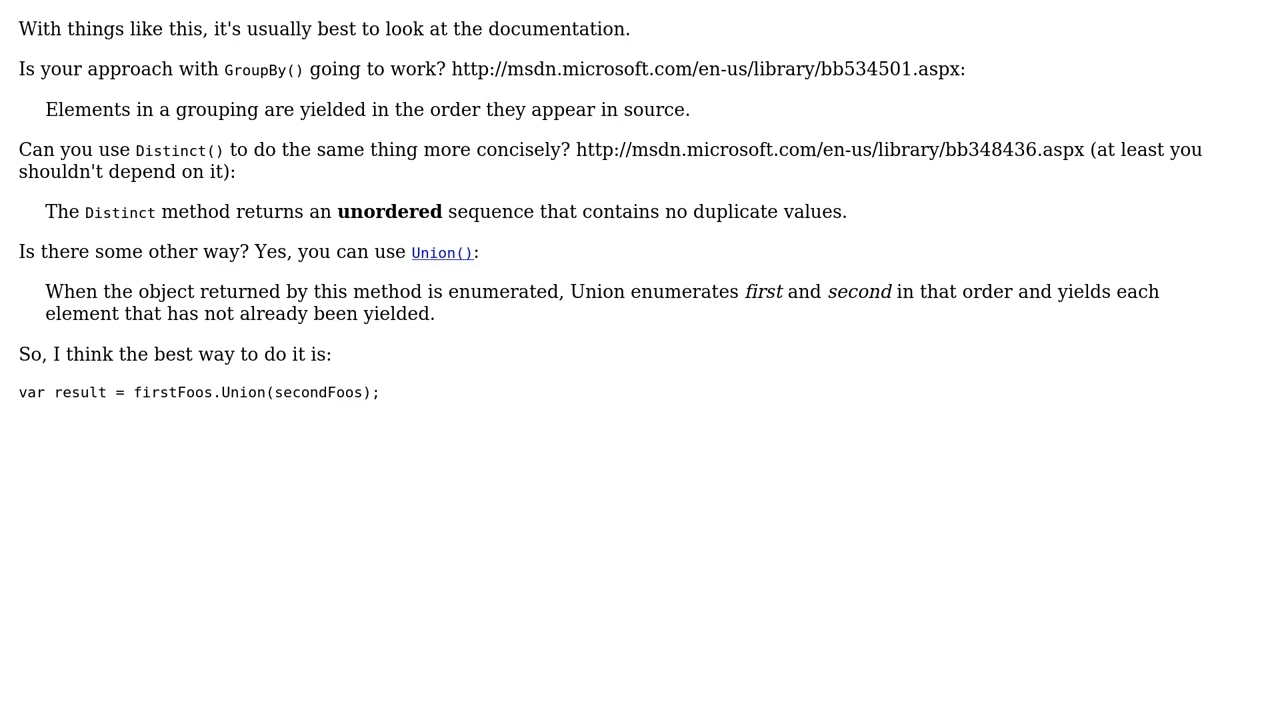 With things like this, it's usually best to look at the documentation.
Is your approach with GroupBy() going to work? http://msdn.microsoft.com/en-us/library/bb534501.aspx:
Elements in a grouping are yielded in the order they appear in source.
Can you use Distinct() to do the same thing more concisely? http://msdn.microsoft.com/en-us/library/bb348436.aspx (at least you
shouldn't depend on it):
The Distinct method returns an unordered sequence that contains no duplicate values.
Is there some other way? Yes, you can use Union():
When the object returned by this method is enumerated, Union enumerates first and second in that order and yields each
element that has not already been yielded.
So, I think the best way to do it is:
var result = firstFoos.Union(secondFoos);